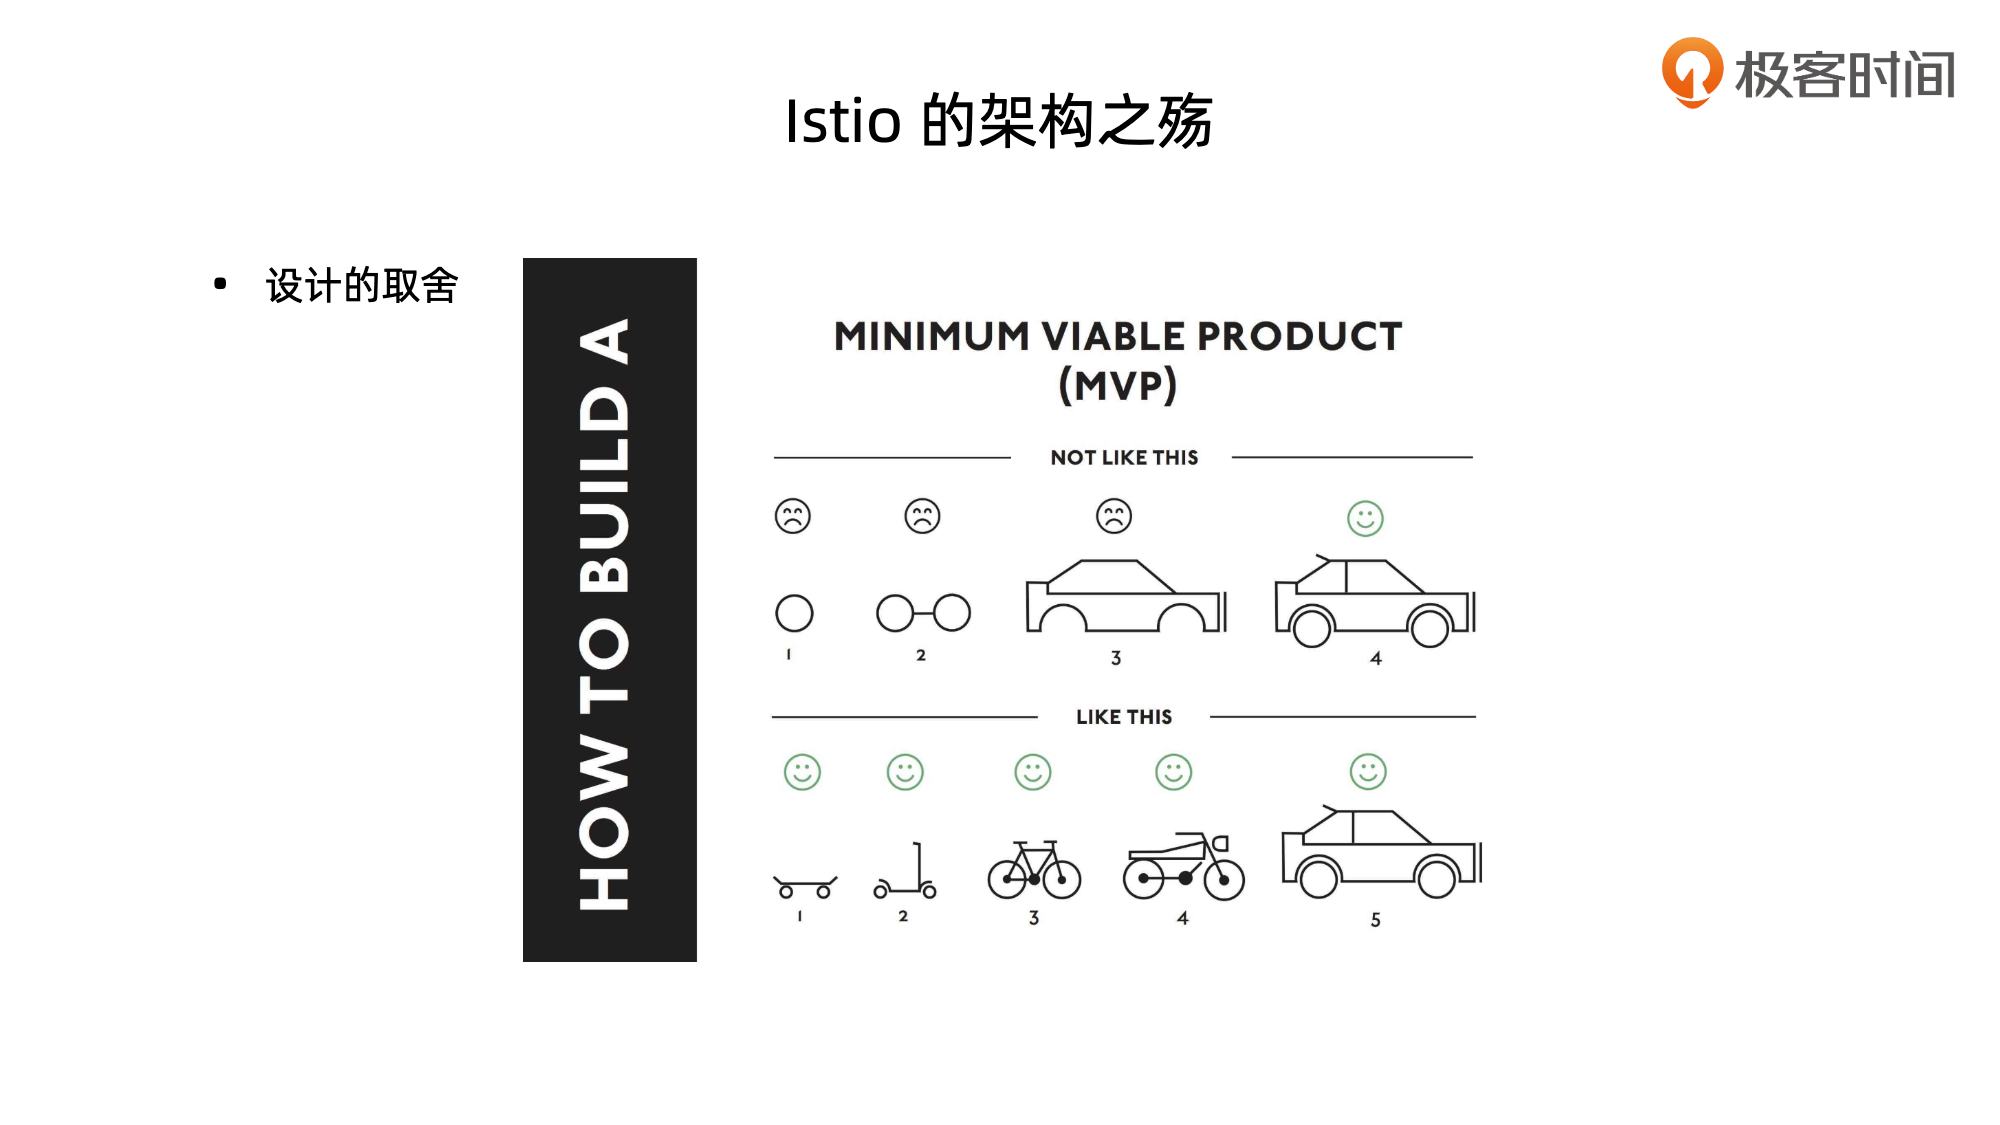 极客时间
Istio 的架构之殇
• 设计的取舍
HOW TO BUILD A
MINIMUM VIABLE PRODUCT
(MVP)
NOT LIKE THIS
1 2 3 4
LIKE THIS
1 2 3 4 5